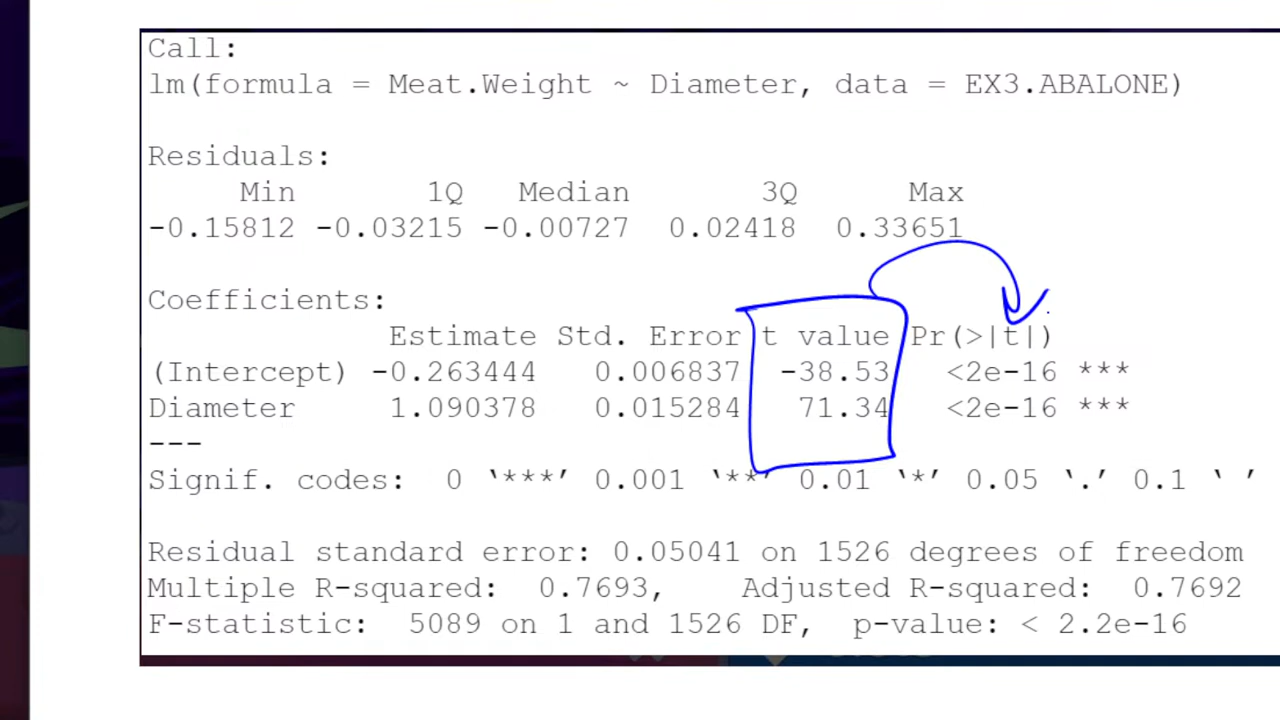 Call:
lm(formula = Meat.Weight ~ Diameter, data = EX3.ABALONE)
Residuals:
Min 1Q Median 3Q Max
-0.15812 -0.03215 -0.00727 0.02418 0.33651
Coefficients:
Estimate Std. Error t value Pr(>|t|)
(Intercept) -0.263444 0.006837 -38.53 <2e-16 ***
Diameter 1.090378 0.015284 71.34 <2e-16 ***
---
Signif. codes: 0 ‘***’ 0.001 ‘**’ 0.01 ‘*’ 0.05 ‘.’ 0.1 ‘ ’
Residual standard error: 0.05041 on 1526 degrees of freedom
Multiple R-squared: 0.7693, Adjusted R-squared: 0.7692
F-statistic: 5089 on 1 and 1526 DF, p-value: < 2.2e-16